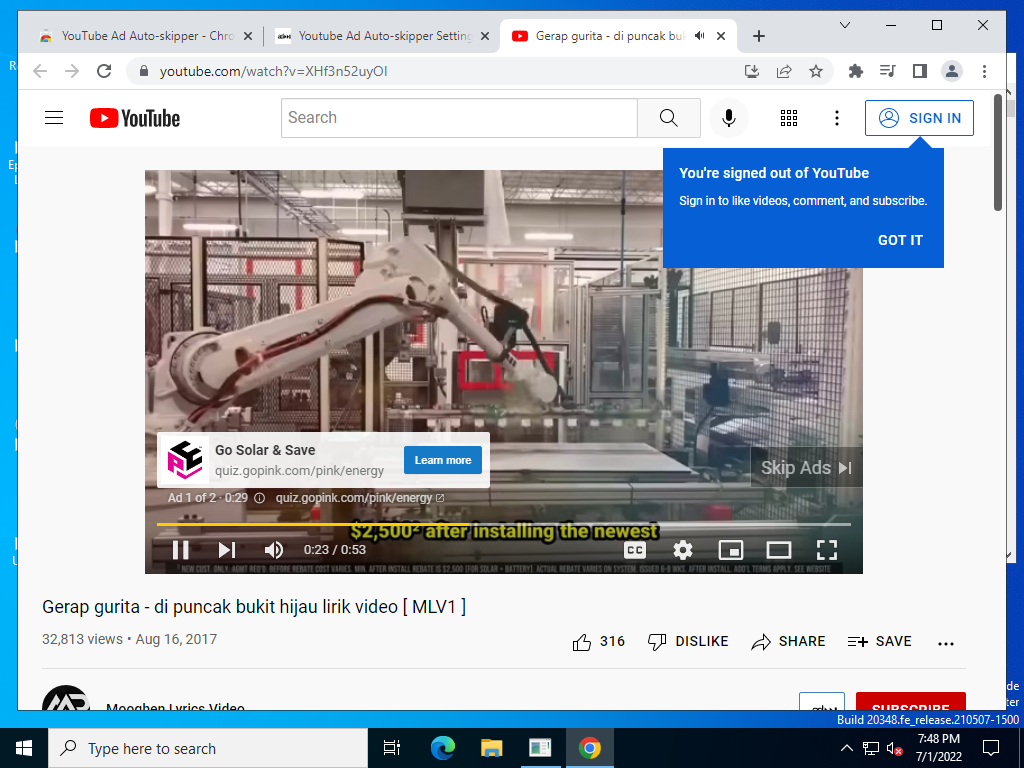 YouTube Ad Auto-skipper - Chro
Youtube Ad Auto-skipper Setting
Gerap gurita - di puncak buk
youtube.com/watch?v=XHf3n52uyOI
YouTube
Search
SIGN IN
You're signed out of YouTube
Sign in to like videos, comment, and subscribe.
GOT IT
Go Solar & Save
quiz.gopink.com/pink/energy
Learn more
Skip Ads
Ad 1 of 2 · 0:29
quiz.gopink.com/pink/energy
$2,500² after installing the newest
0:23 / 0:53
CC
Gerap gurita - di puncak bukit hijau lirik video [ MLV1 ]
32,813 views • Aug 16, 2017
316
DISLIKE
SHARE
SAVE
Mooghen Lyrics Video
SUBSCRIBE
Build 20348.fe_release.210507-1500
Type here to search
7:48 PM
7/1/2022